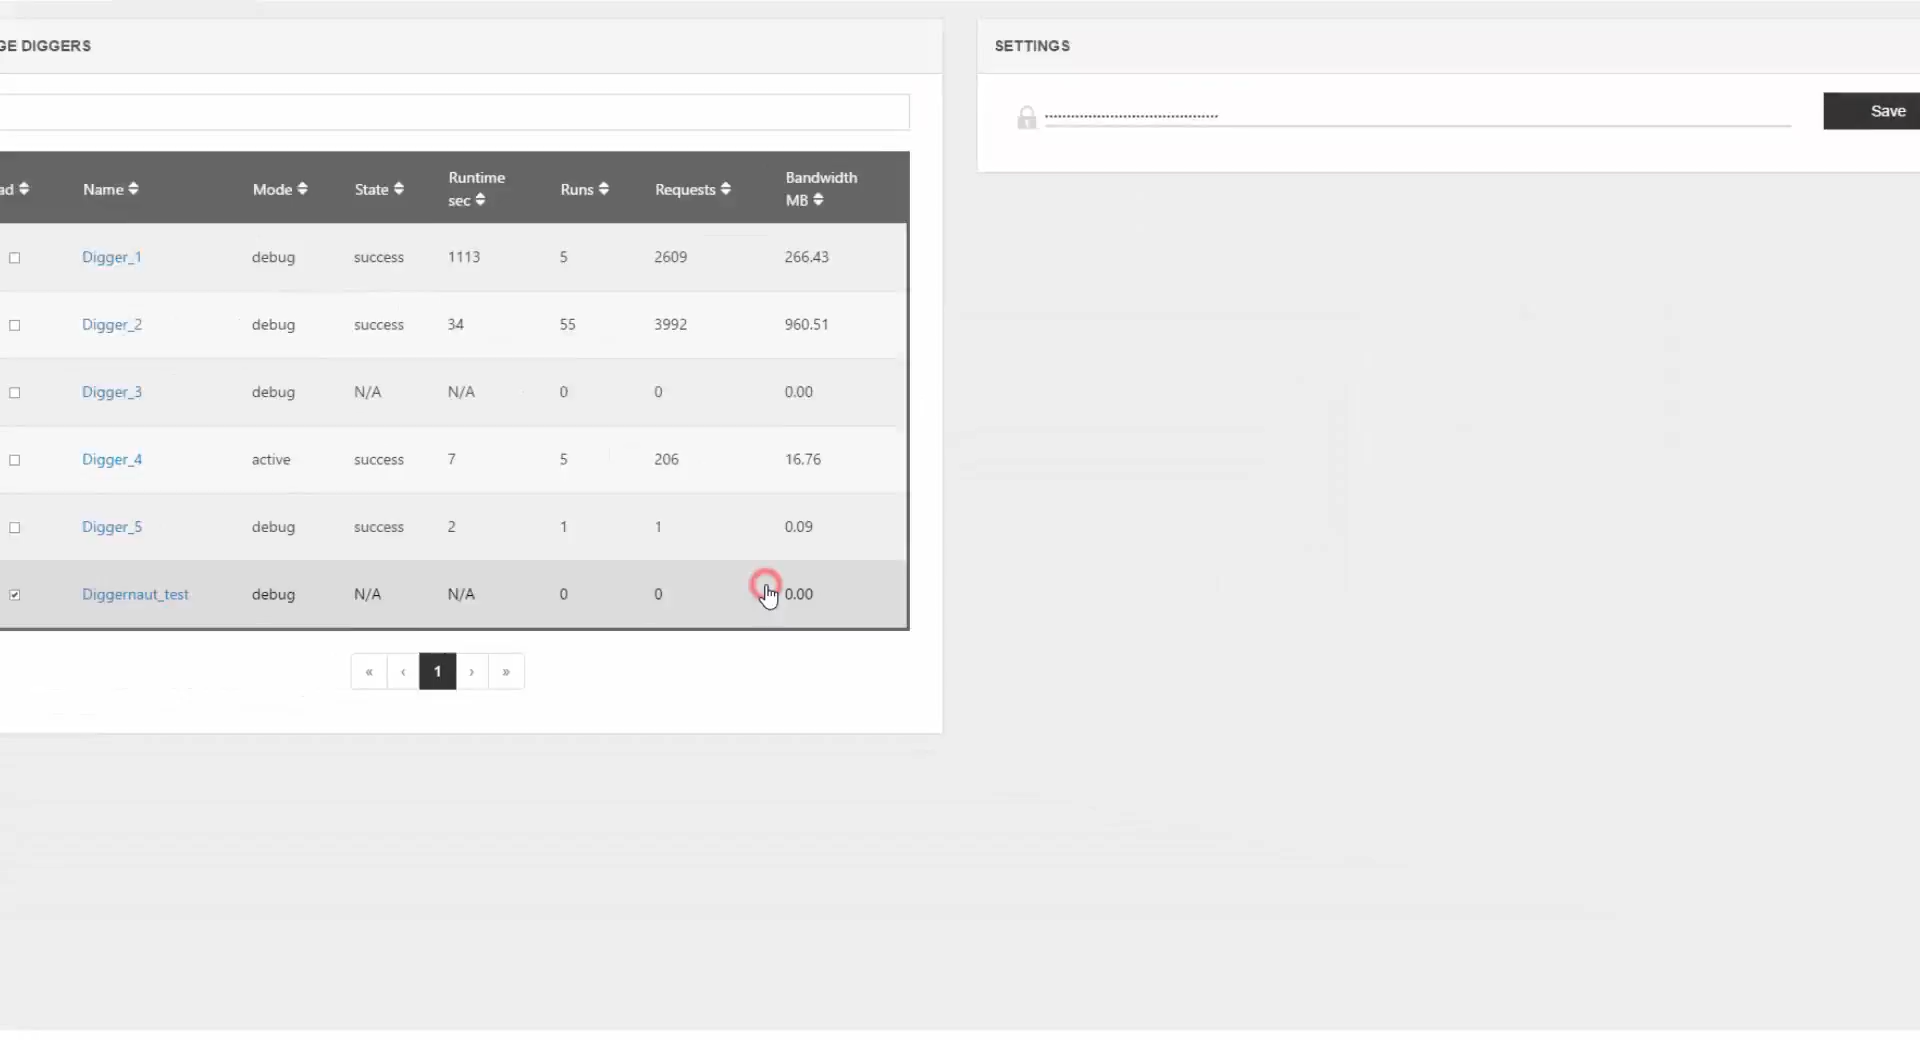 GE DIGGERS
SETTINGS
Save
ad Name Mode State Runtime sec Runs Requests Bandwidth MB
Digger_1 debug success 1113 5 2609 266.43
Digger_2 debug success 34 55 3992 960.51
Digger_3 debug N/A N/A 0 0 0.00
Digger_4 active success 7 5 206 16.76
Digger_5 debug success 2 1 1 0.09
Diggernaut_test debug N/A N/A 0 0 0.00
« ‹ 1 › »